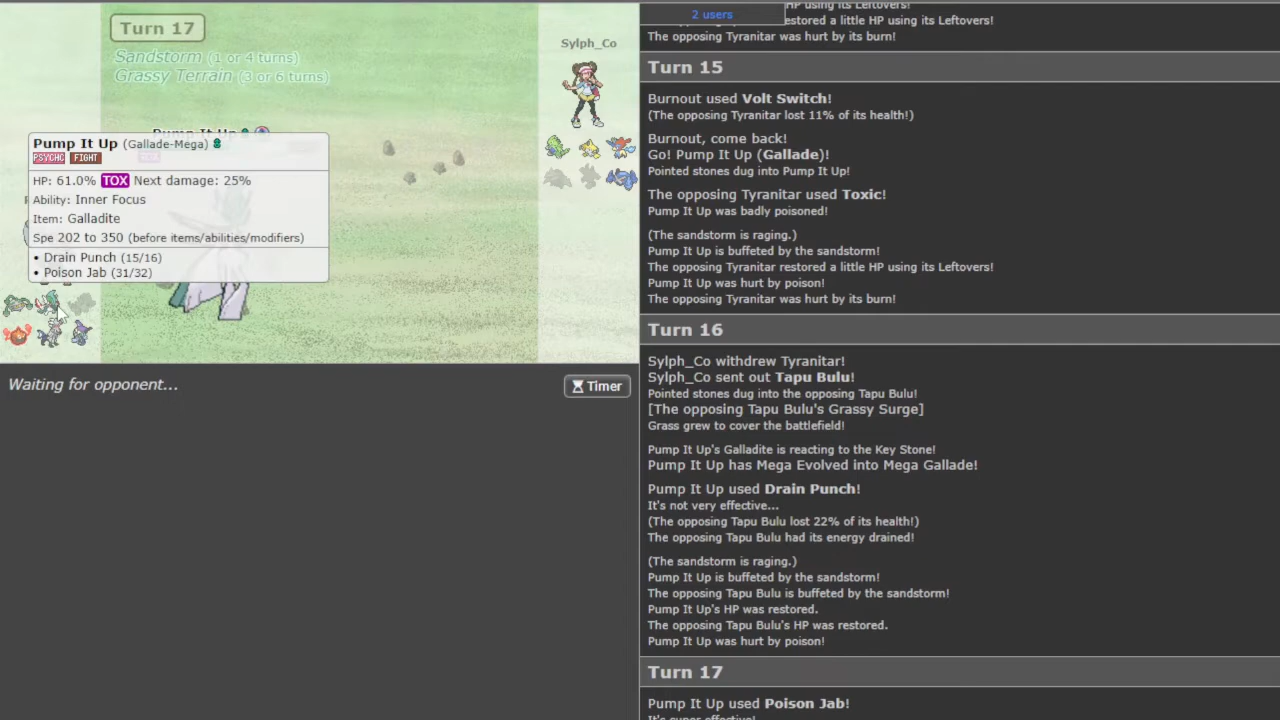 Turn 17
Sandstorm (1 or 4 turns)
Grassy Terrain (3 or 6 turns)
Sylph_Co
Pump It Up
Pump It Up (Gallade-Mega)
PSYCHC FIGHT
TOX
HP: 61.0% TOX Next damage: 25%
Ability: Inner Focus
Item: Galladite
Spe 202 to 350 (before items/abilities/modifiers)
• Drain Punch (15/16)
• Poison Jab (31/32)
Waiting for opponent...
Timer
2 users
HP using its Leftovers!
estored a little HP using its Leftovers!
The opposing Tyranitar was hurt by its burn!
Turn 15
Burnout used Volt Switch!
(The opposing Tyranitar lost 11% of its health!)
Burnout, come back!
Go! Pump It Up (Gallade)!
Pointed stones dug into Pump It Up!
The opposing Tyranitar used Toxic!
Pump It Up was badly poisoned!
(The sandstorm is raging.)
Pump It Up is buffeted by the sandstorm!
The opposing Tyranitar restored a little HP using its Leftovers!
Pump It Up was hurt by poison!
The opposing Tyranitar was hurt by its burn!
Turn 16
Sylph_Co withdrew Tyranitar!
Sylph_Co sent out Tapu Bulu!
Pointed stones dug into the opposing Tapu Bulu!
[The opposing Tapu Bulu's Grassy Surge]
Grass grew to cover the battlefield!
Pump It Up's Galladite is reacting to the Key Stone!
Pump It Up has Mega Evolved into Mega Gallade!
Pump It Up used Drain Punch!
It's not very effective...
(The opposing Tapu Bulu lost 22% of its health!)
The opposing Tapu Bulu had its energy drained!
(The sandstorm is raging.)
Pump It Up is buffeted by the sandstorm!
The opposing Tapu Bulu is buffeted by the sandstorm!
Pump It Up's HP was restored.
The opposing Tapu Bulu's HP was restored.
Pump It Up was hurt by poison!
Turn 17
Pump It Up used Poison Jab!
It's super effective!